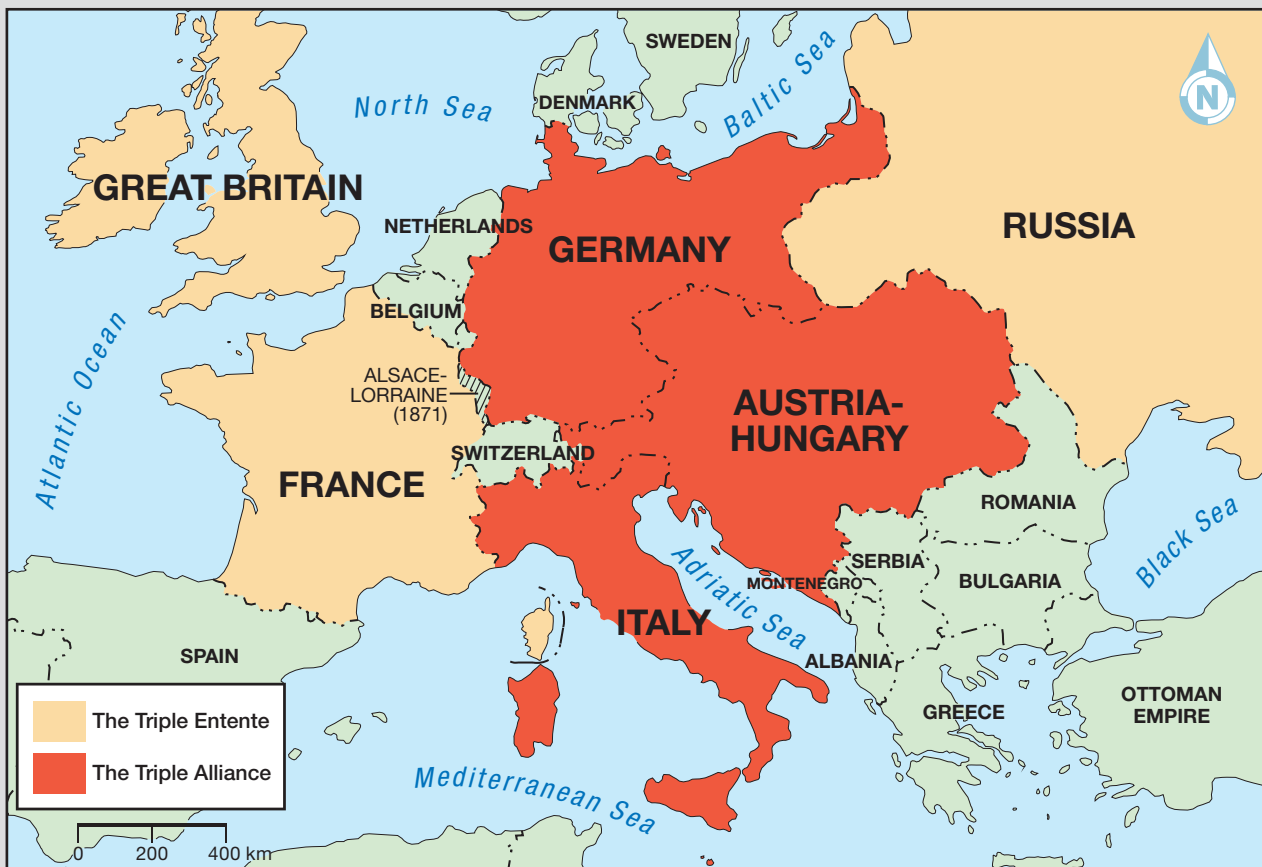 SWEDEN
Baltic Sea
N
North Sea
DENMARK
GREAT BRITAIN
NETHERLANDS
GERMANY
RUSSIA
BELGIUM
Atlantic Ocean
ALSACE-
LORRAINE
(1871)
AUSTRIA-
HUNGARY
SWITZERLAND
FRANCE
ROMANIA
Black Sea
SERBIA
BULGARIA
MONTENEGRO
Adriatic Sea
ITALY
SPAIN
ALBANIA
GREECE
OTTOMAN
EMPIRE
Mediterranean Sea
The Triple Entente
The Triple Alliance
0 200 400 km